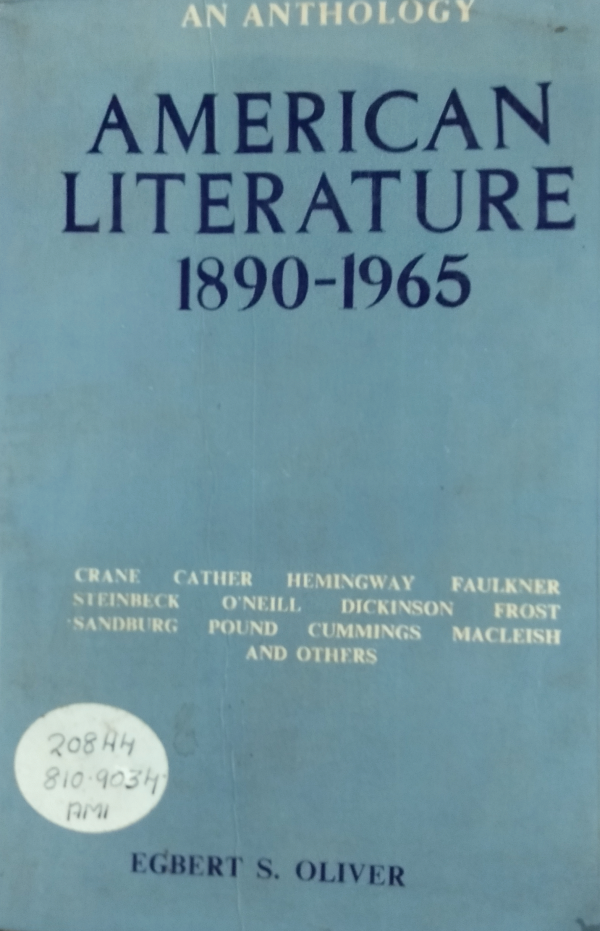 AN ANTHOLOGY
AMERICAN
LITERATURE
1890-1965
CRANE CATHER HEMINGWAY FAULKNER
STEINBECK O'NEILL DICKINSON FROST
SANDBURG POUND CUMMINGS MACLEISH
AND OTHERS
208A4
810.9034
AMI
EGBERT S. OLIVER